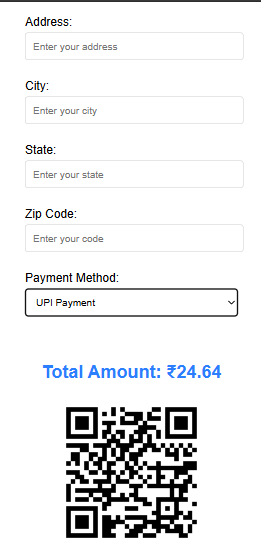 Address:
Enter your address
City:
Enter your city
State:
Enter your state
Zip Code:
Enter your code
Payment Method:
UPI Payment
Total Amount: ₹24.64